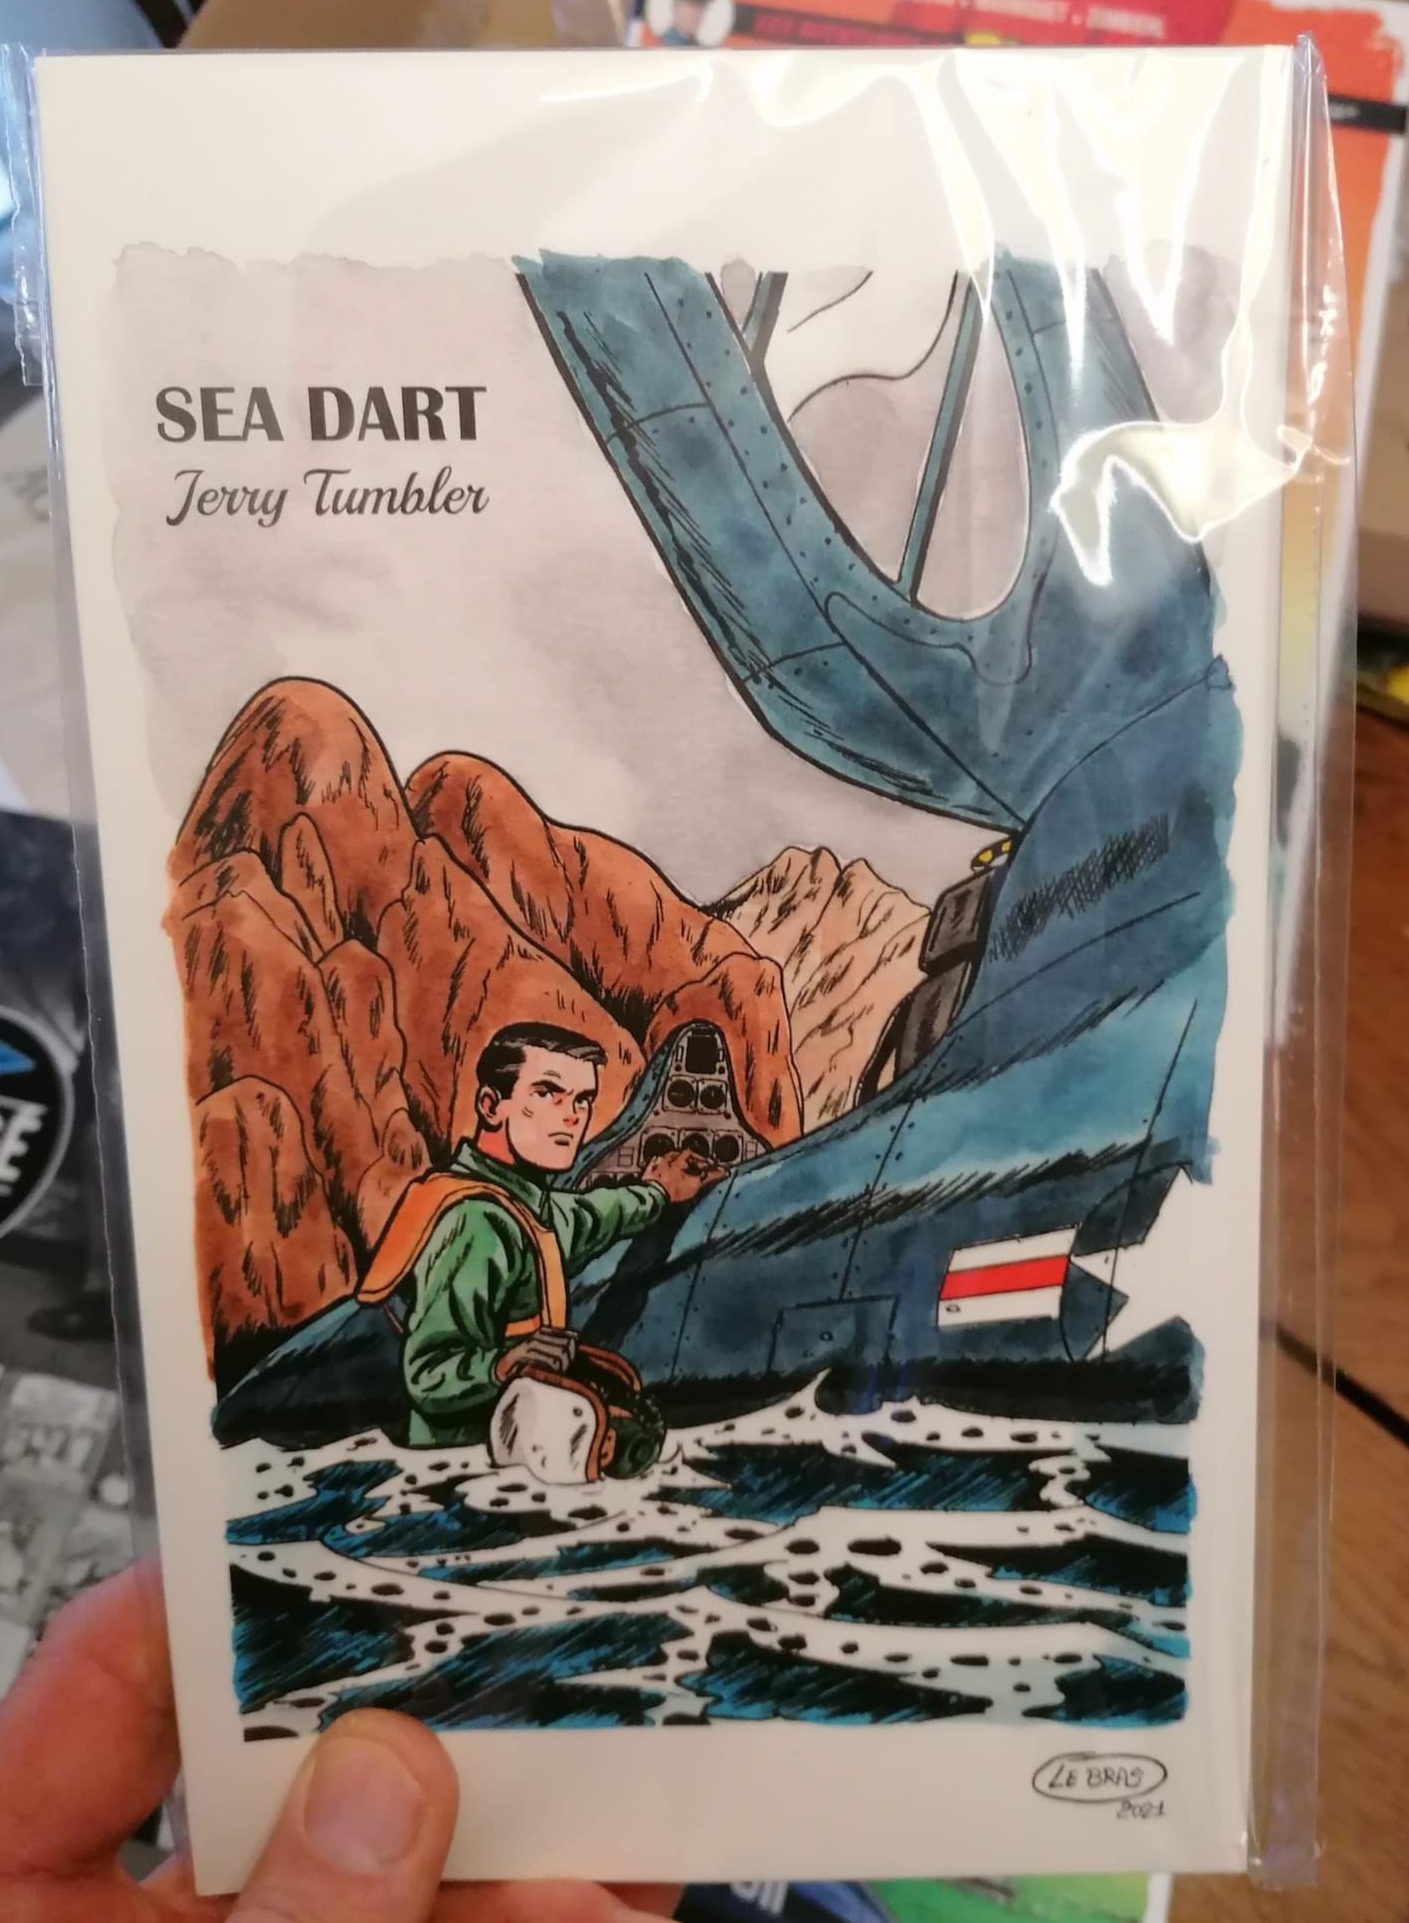 SEA DART
Jerry Tumbler
LE BRAS
2021